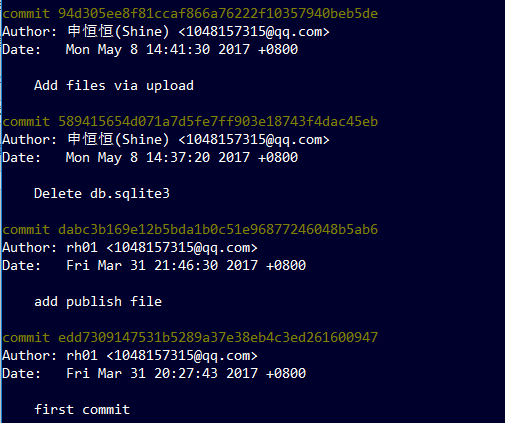 commit 94d305ee8f81ccaf866a76222f10357940beb5de
Author: 申恒恒(Shine) <1048157315@qq.com>
Date:   Mon May 8 14:41:30 2017 +0800
    Add files via upload
commit 589415654d071a7d5fe7ff903e18743f4dac45eb
Author: 申恒恒(Shine) <1048157315@qq.com>
Date:   Mon May 8 14:37:20 2017 +0800
    Delete db.sqlite3
commit dabc3b169e12b5bda1b0c51e96877246048b5ab6
Author: rh01 <1048157315@qq.com>
Date:   Fri Mar 31 21:46:30 2017 +0800
    add publish file
commit edd7309147531b5289a37e38eb4c3ed261600947
Author: rh01 <1048157315@qq.com>
Date:   Fri Mar 31 20:27:43 2017 +0800
    first commit